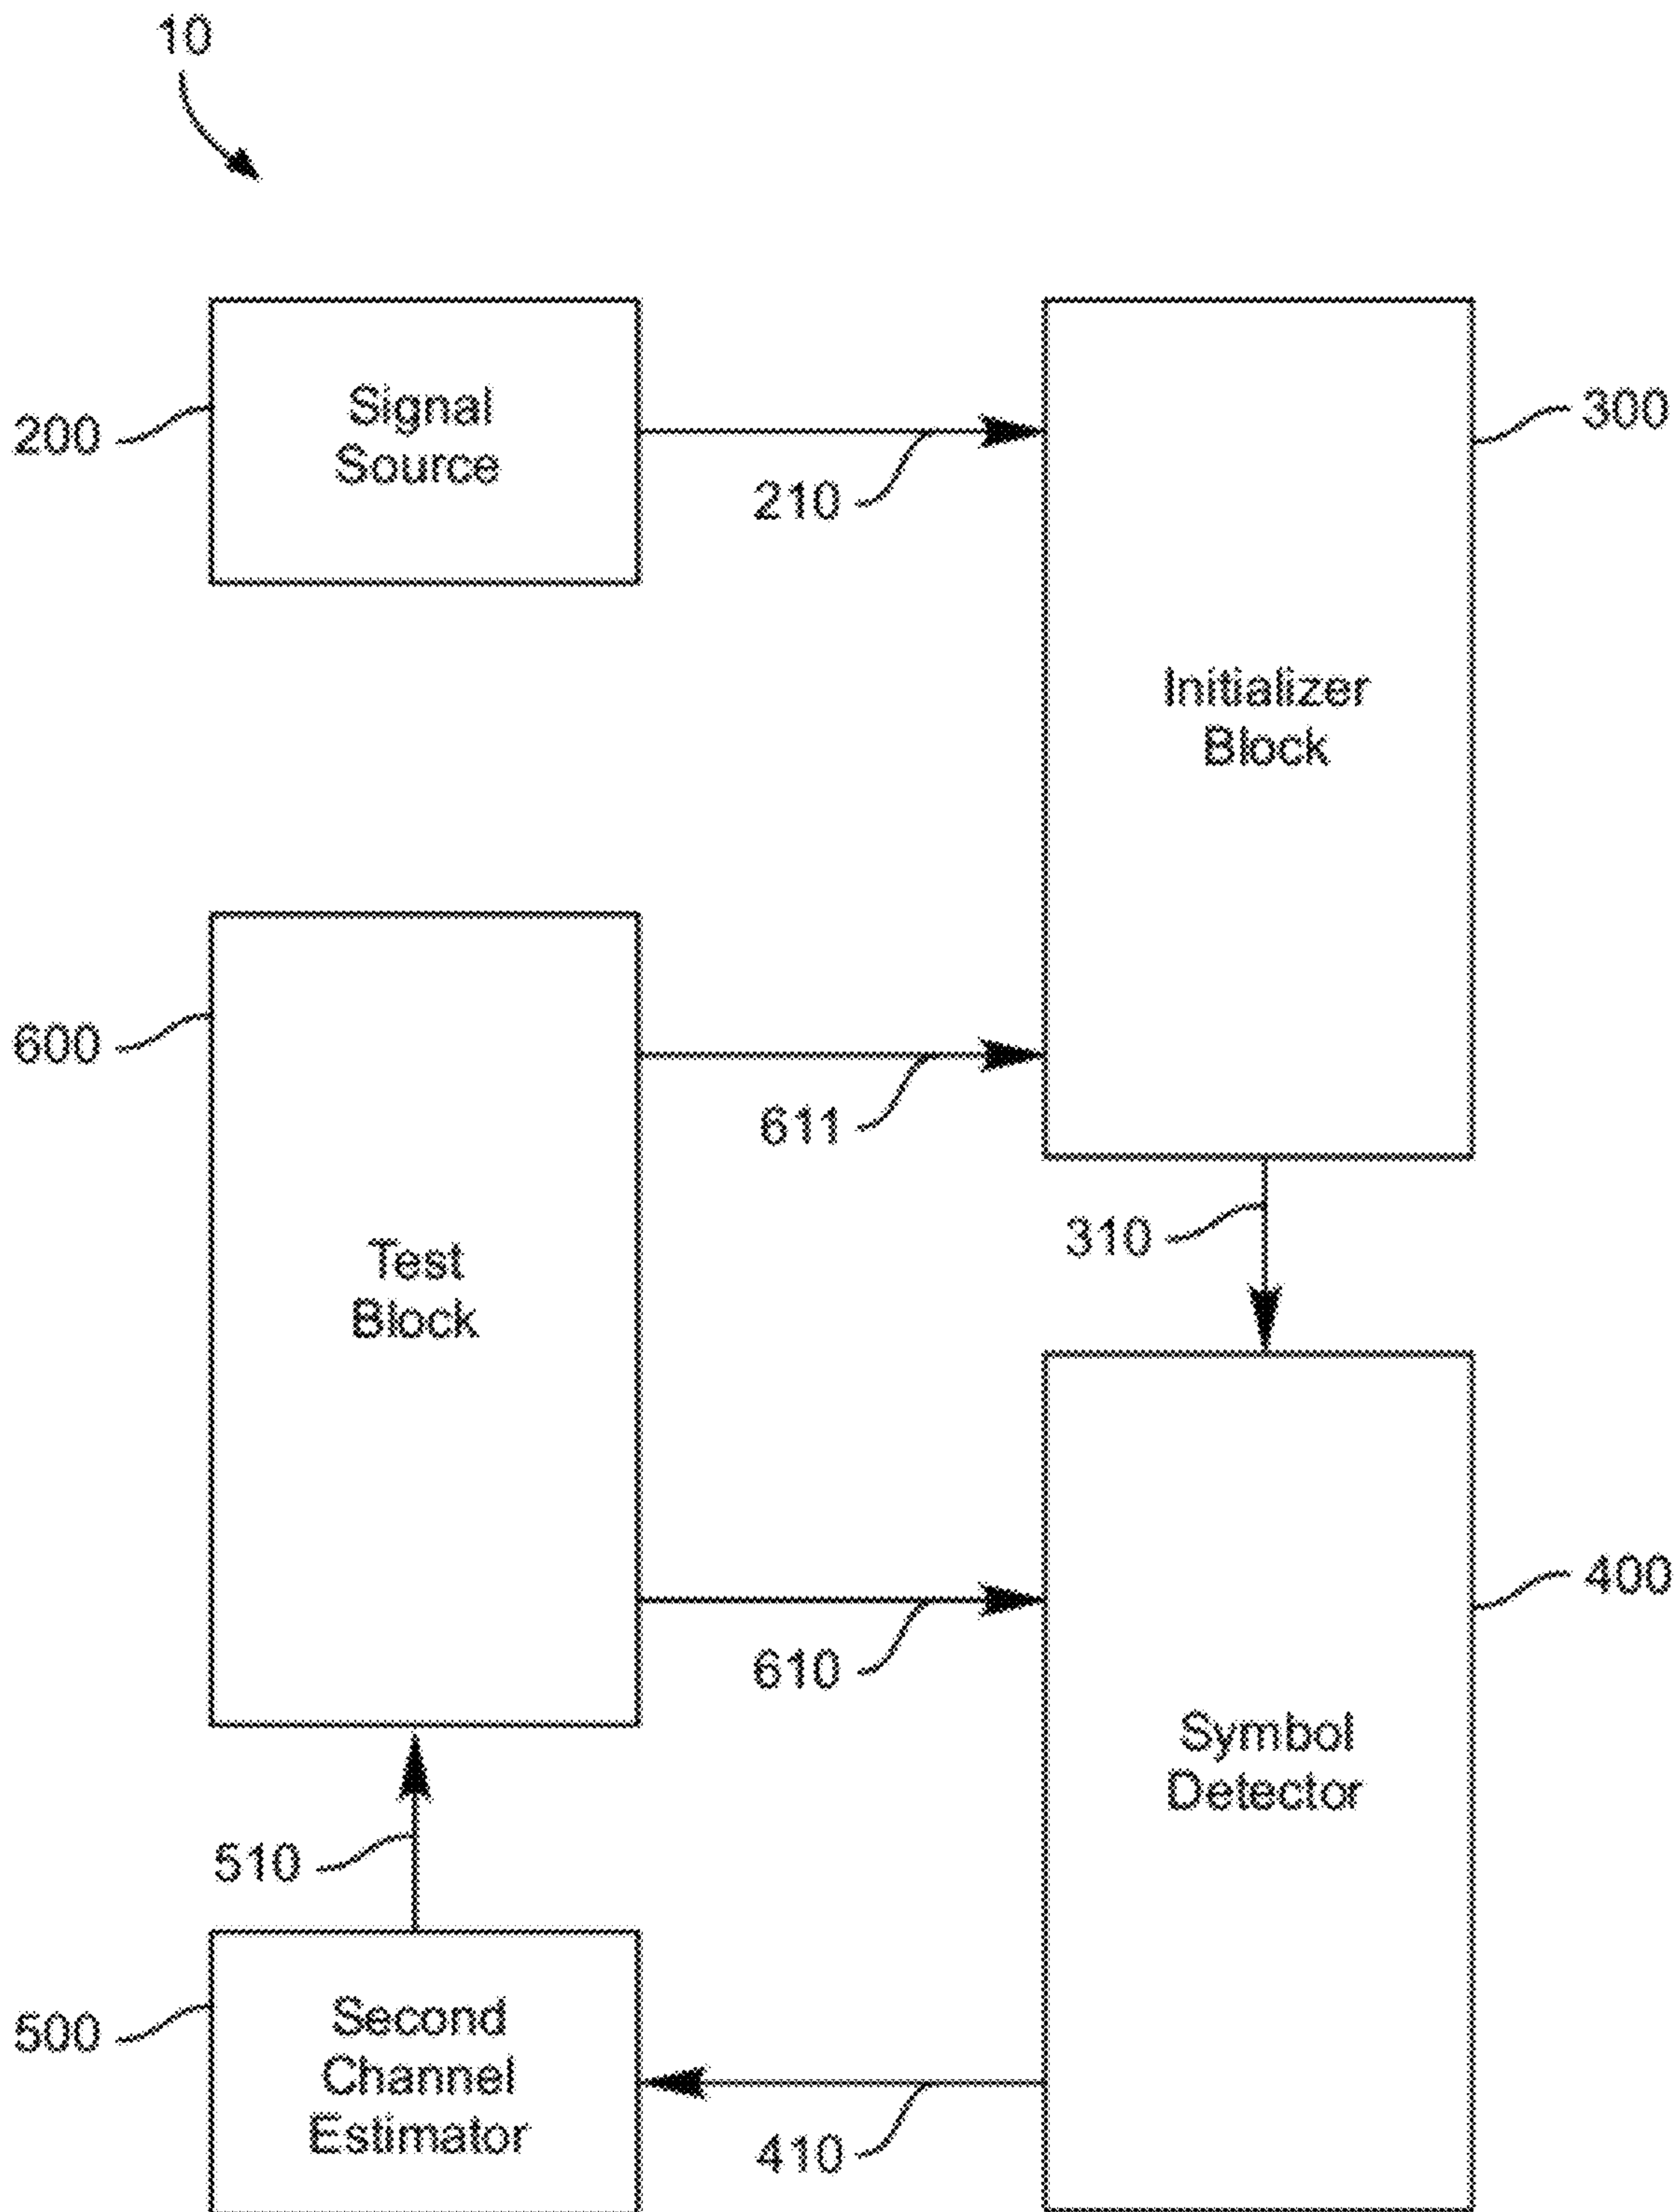 10
Signal
Source
200
210
300
Initializer
Block
600
611
310
Test
Block
610
400
Symbol
Detector
510
500
Second
Channel
Estimator
410